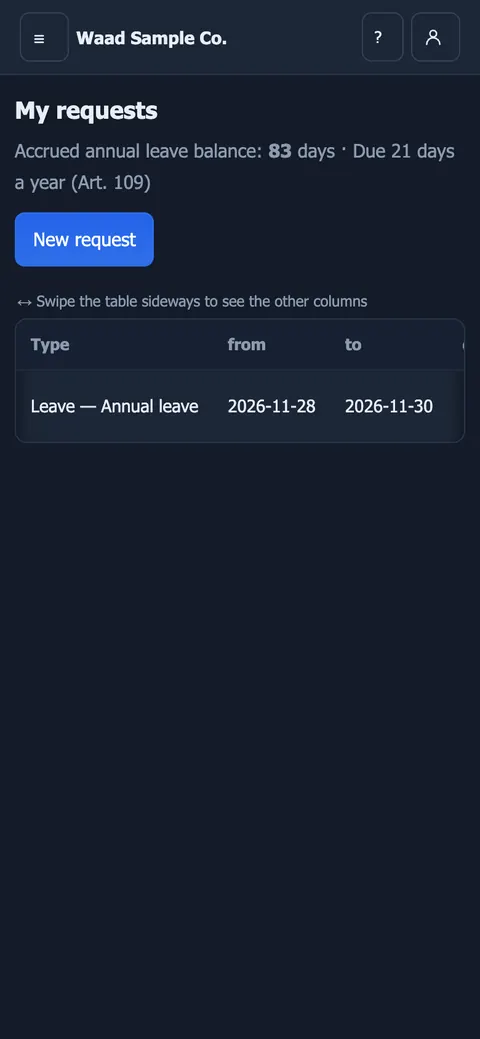 ≡ Waad Sample Co. ?
My requests
Accrued annual leave balance: 83 days · Due 21 days
a year (Art. 109)
New request
↔ Swipe the table sideways to see the other columns
Type from to
Leave — Annual leave 2026-11-28 2026-11-30